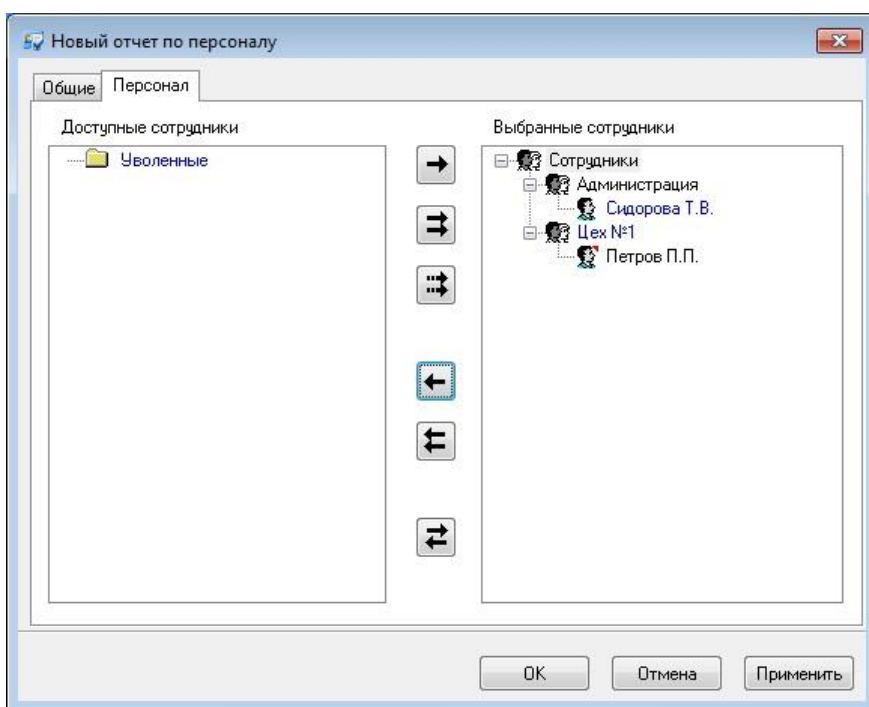 Новый отчет по персоналу
Общие Персонал
Доступные сотрудники
Выбранные сотрудники
Уволенные
Сотрудники
Администрация
Сидорова Т.В.
Цех №1
Петров П.П.
ОК Отмена Применить